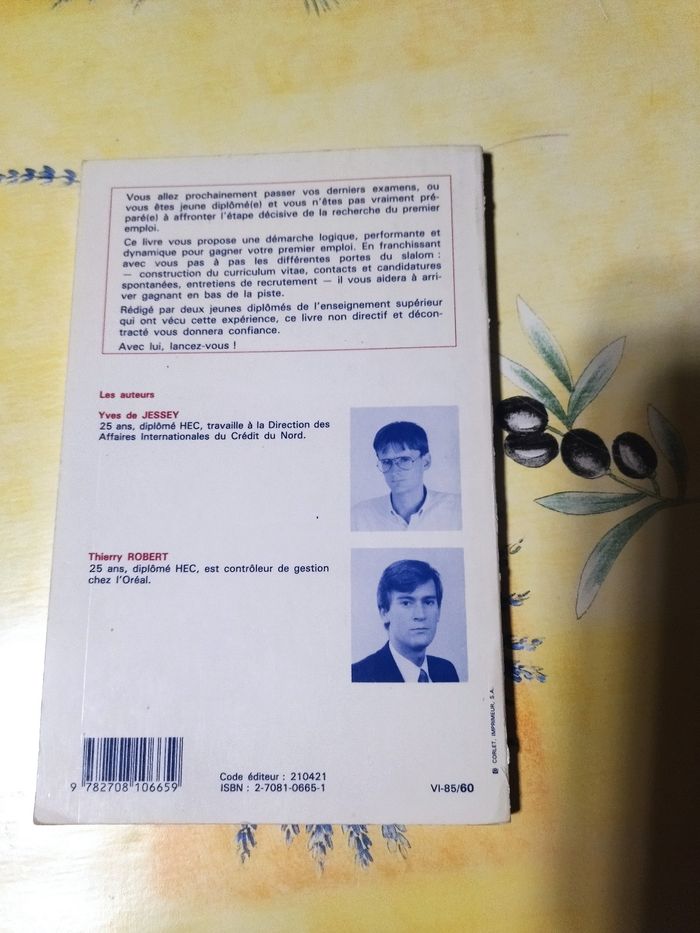 Vous allez prochainement passer vos derniers examens, ou
vous êtes jeune diplômé(e) et vous n'êtes pas vraiment pré-
paré(e) à affronter l'étape décisive de la recherche du premier
emploi.
Ce livre vous propose une démarche logique, performante et
dynamique pour gagner votre premier emploi. En franchissant
avec vous pas à pas les différentes portes du slalom :
— construction du curriculum vitae, contacts et candidatures
spontanées, entretiens de recrutement — il vous aidera à arri-
ver gagnant en bas de la piste.
Rédigé par deux jeunes diplômés de l'enseignement supérieur
qui ont vécu cette expérience, ce livre non directif et décon-
tracté vous donnera confiance.
Avec lui, lancez-vous !
Les auteurs
Yves de JESSEY
25 ans, diplômé HEC, travaille à la Direction des
Affaires Internationales du Crédit du Nord.
Thierry ROBERT
25 ans, diplômé HEC, est contrôleur de gestion
chez l'Oréal.
CORLET, IMPRIMEUR, S.A.
9 782708 106659
Code éditeur : 210421
ISBN : 2-7081-0665-1
VI-85/60